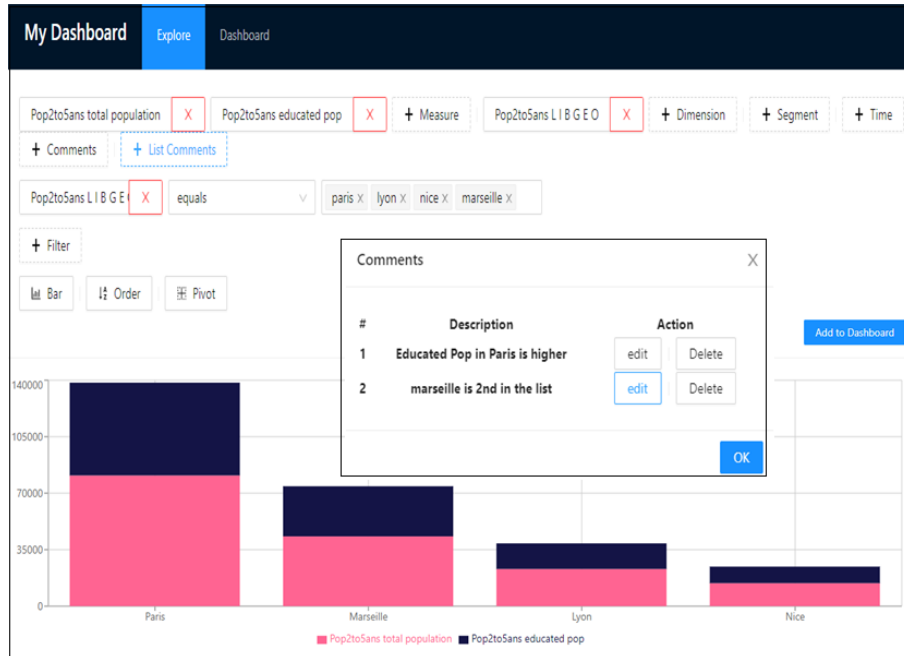 My Dashboard Explore Dashboard
Pop2to5ans total population X Pop2to5ans educated pop X + Measure Pop2to5ans L I B G E O X + Dimension + Segment + Time
+ Comments + List Comments
Pop2to5ans L I B G E X equals paris x lyon x nice x marseille x
+ Filter
Bar Order Pivot
Comments X
# Description Action
1 Educated Pop in Paris is higher edit Delete
2 marseille is 2nd in the list edit Delete
OK
Add to Dashboard
140000
105000
70000
35000
0
Paris Marseille Lyon Nice
Pop2to5ans total population Pop2to5ans educated pop